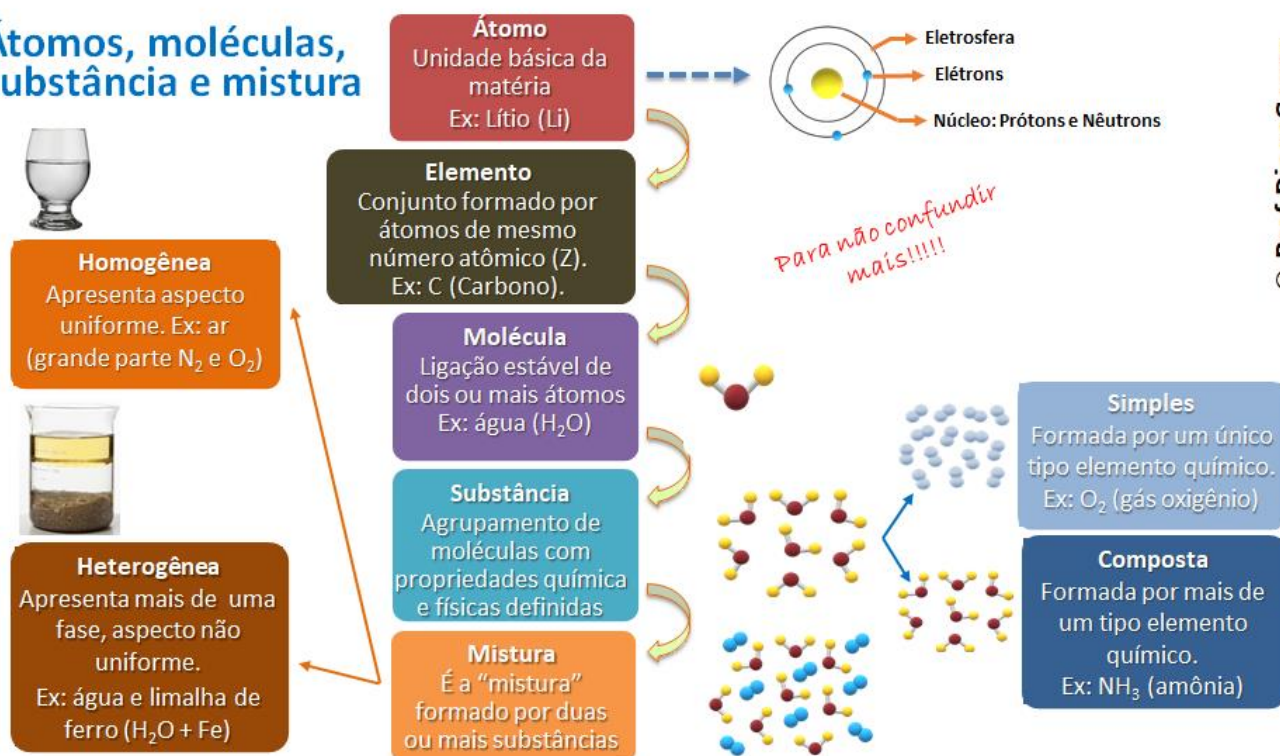 Átomos, moléculas,
substância e mistura
Átomo
Unidade básica da
matéria
Ex: Lítio (Li)
Eletrosfera
Elétrons
Núcleo: Prótons e Nêutrons
Elemento
Conjunto formado por
átomos de mesmo
número atômico (Z).
Ex: C (Carbono).
Para não confundir
mais!!!!!
Homogênea
Apresenta aspecto
uniforme. Ex: ar
(grande parte N₂ e O₂)
Molécula
Ligação estável de
dois ou mais átomos
Ex: água (H₂O)
Simples
Formada por um único
tipo elemento químico.
Ex: O₂ (gás oxigênio)
Substância
Agrupamento de
moléculas com
propriedades química
e físicas definidas
Composta
Formada por mais de
um tipo elemento
químico.
Ex: NH₃ (amônia)
Heterogênea
Apresenta mais de uma
fase, aspecto não
uniforme.
Ex: água e limalha de
ferro (H₂O + Fe)
Mistura
É a “mistura”
formado por duas
ou mais substâncias